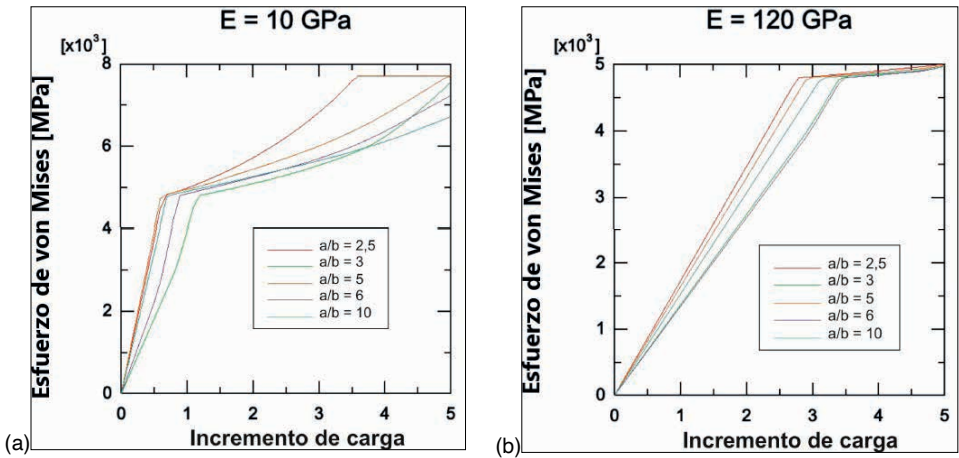 E = 10 GPa
[x10³]
Esfuerzo de von Mises [MPa]
8
6
4
2
0
0 1 2 3 4 5
Incremento de carga
a/b = 2,5
a/b = 3
a/b = 5
a/b = 6
a/b = 10
(a)
E = 120 GPa
[x10³]
Esfuerzo de von Mises [MPa]
5
4
3
2
1
0
0 1 2 3 4 5
Incremento de carga
a/b = 2,5
a/b = 3
a/b = 5
a/b = 6
a/b = 10
(b)